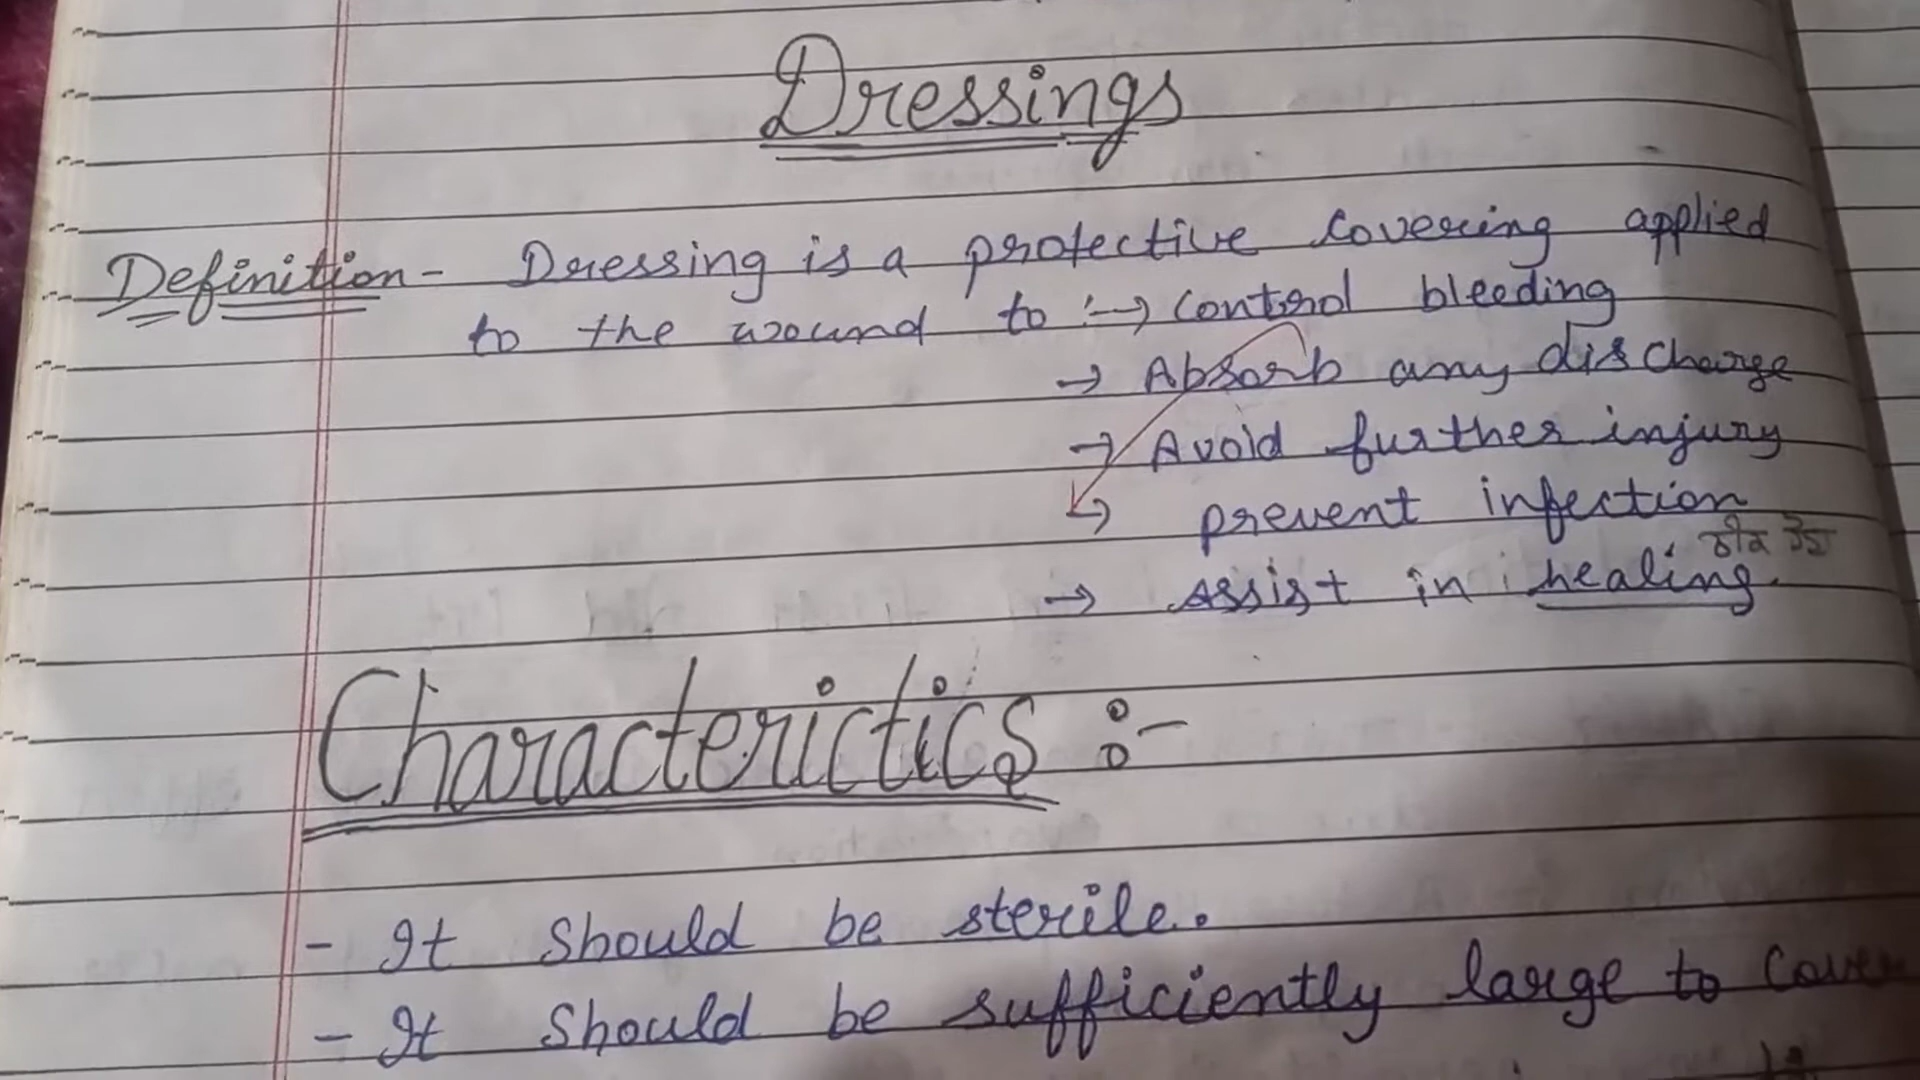 Dressings
Definition - Dressing is a protective covering applied
to the wound to :→ Control bleeding
→ Absorb any discharge
→ Avoid further injury
→ prevent infection
→ Assist in healing.
Characterictics :-
- It should be sterile.
- It should be sufficiently large to cover